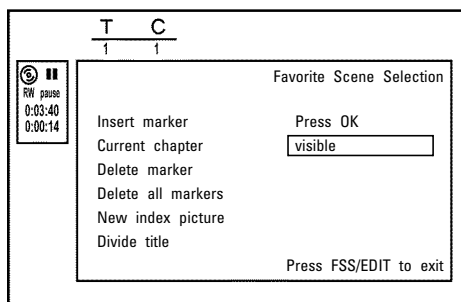 T C
1 1
RW pause
0:03:40
0:00:14
Favorite Scene Selection
Insert marker Press OK
Current chapter visible
Delete marker
Delete all markers
New index picture
Divide title
Press FSS/EDIT to exit